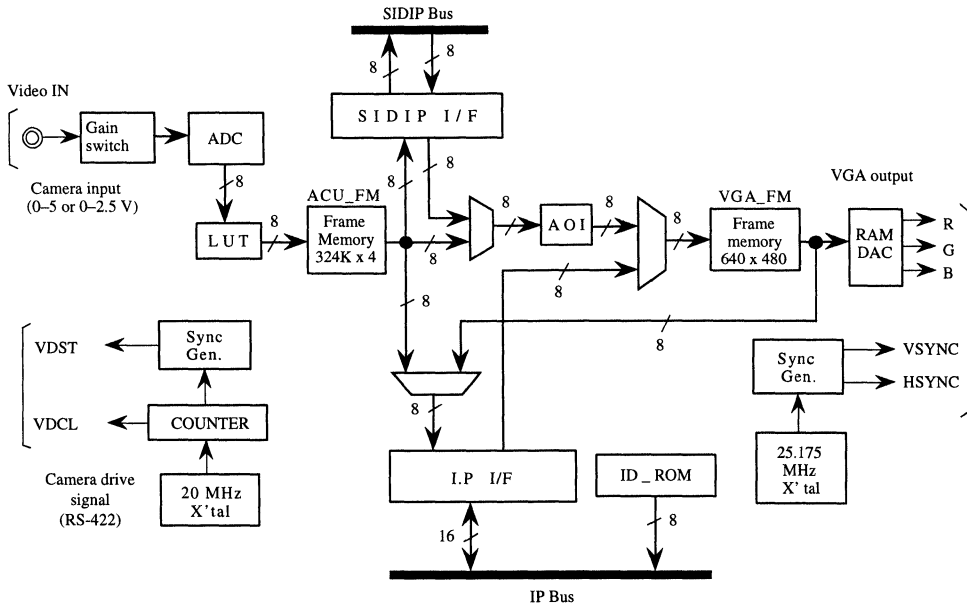 SIDIP Bus
8
8
Video IN
SIDIP I/F
Gain
switch
ADC
8
8
8
Camera input
(0–5 or 0–2.5 V)
ACU_FM
VGA_FM
VGA output
LUT
8
Frame
Memory
324K x 4
8
8
AOI
8
8
Frame
memory
640 x 480
RAM
DAC
R
G
B
8
8
8
VDST
Sync
Gen.
Sync
Gen.
VSYNC
HSYNC
VDCL
COUNTER
8
Camera drive
signal
(RS-422)
20 MHz
X'tal
I.P I/F
ID_ROM
25.175
MHz
X' tal
16
8
IP Bus